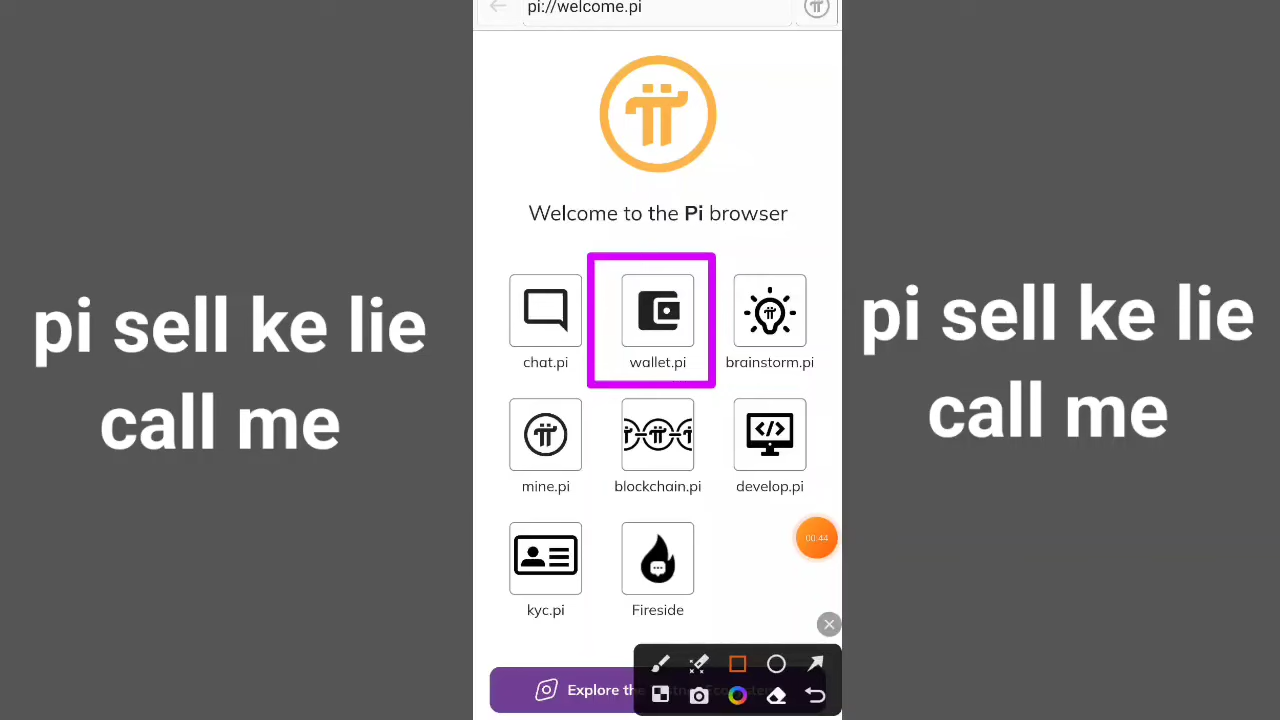 pi://welcome.pi
Welcome to the Pi browser
pi sell ke lie
call me
pi sell ke lie
call me
chat.pi
wallet.pi
brainstorm.pi
mine.pi
blockchain.pi
develop.pi
00:44
kyc.pi
Fireside
Explore the